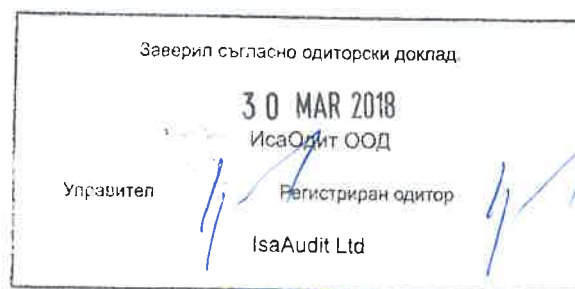 Заверил съгласно одиторски доклад.
30 MAR 2018
ИсаОдит ООД
Управител Регистриран одитор
IsaAudit Ltd